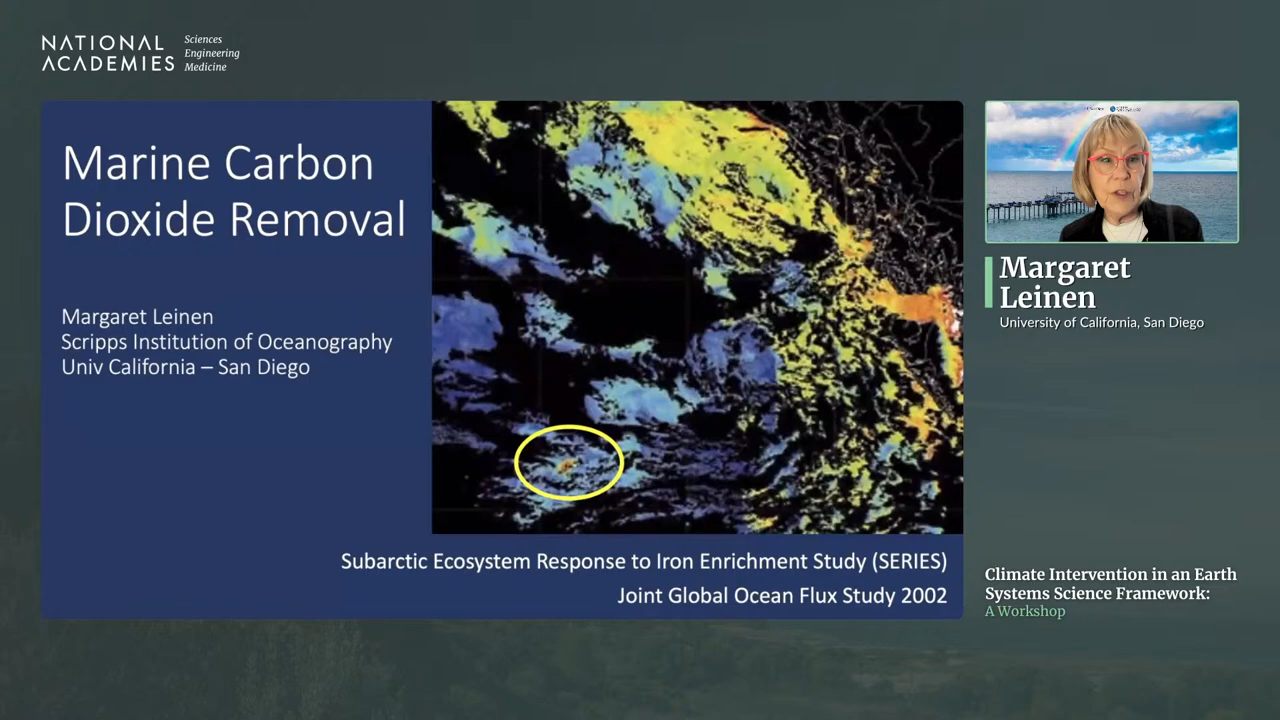 NATIONAL
ACADEMIES
Sciences
Engineering
Medicine
Marine Carbon
Dioxide Removal
Margaret Leinen
Scripps Institution of Oceanography
Univ California – San Diego
Subarctic Ecosystem Response to Iron Enrichment Study (SERIES)
Joint Global Ocean Flux Study 2002
Margaret
Leinen
University of California, San Diego
Climate Intervention in an Earth
Systems Science Framework:
A Workshop